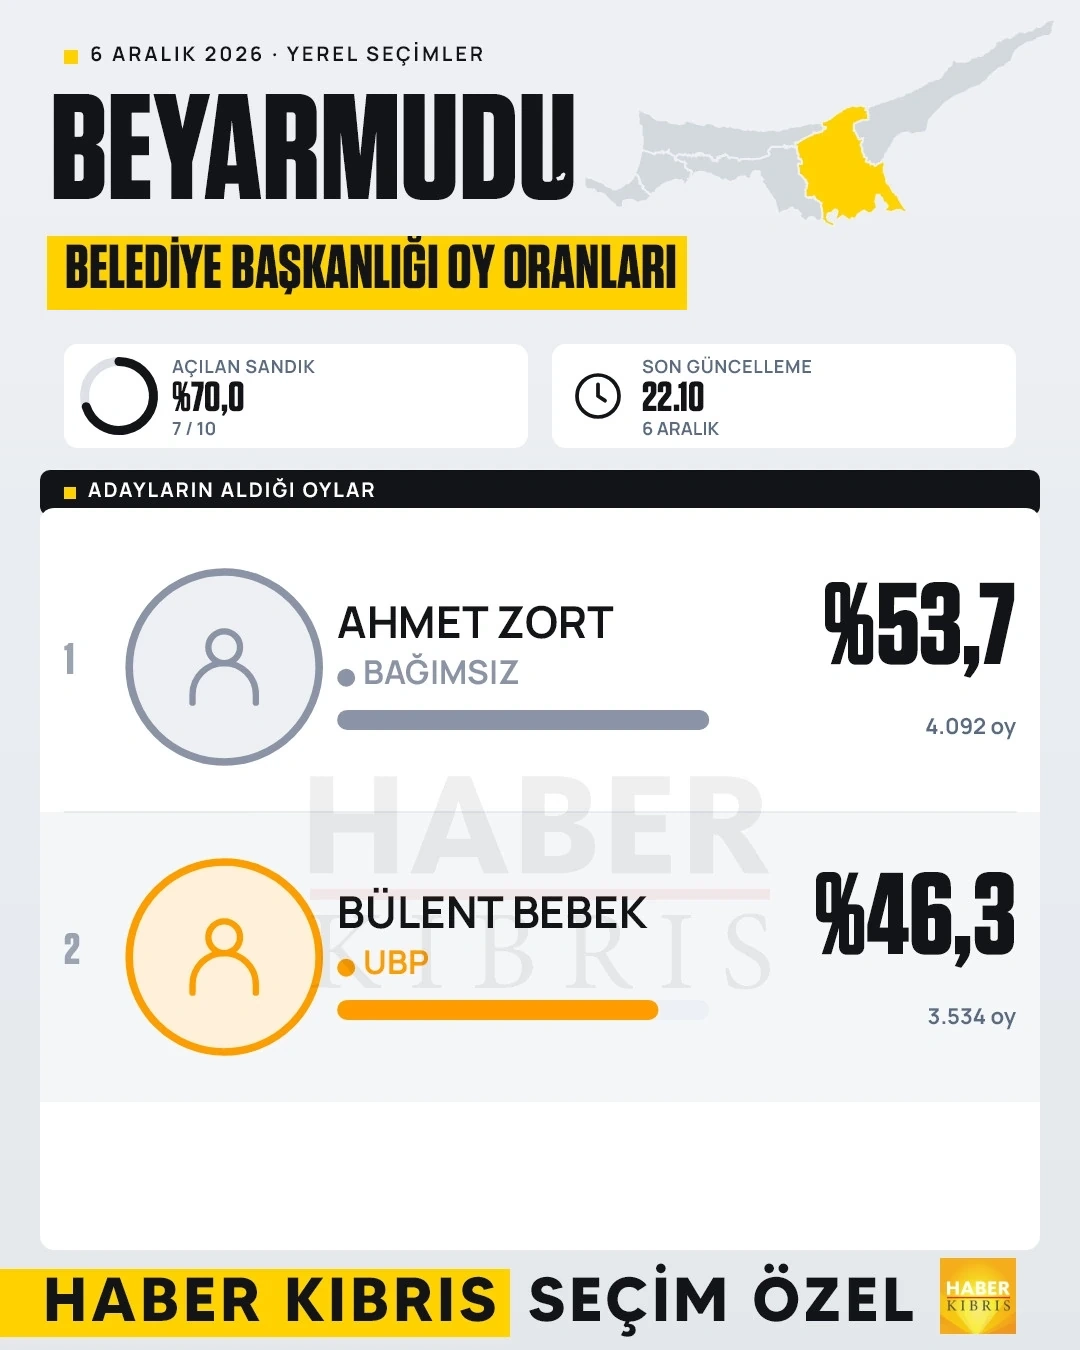 6 ARALIK 2026 · YEREL SEÇİMLER
BEYARMUDU
BELEDİYE BAŞKANLIĞI OY ORANLARI
AÇILAN SANDIK
%70,0
7 / 10
SON GÜNCELLEME
22.10
6 ARALIK
ADAYLARIN ALDIĞI OYLAR
1
AHMET ZORT
BAĞIMSIZ
%53,7
4.092 oy
HABER
KIBRIS
2
BÜLENT BEBEK
UBP
%46,3
3.534 oy
HABER KIBRIS SEÇİM ÖZEL
HABER
KIBRIS